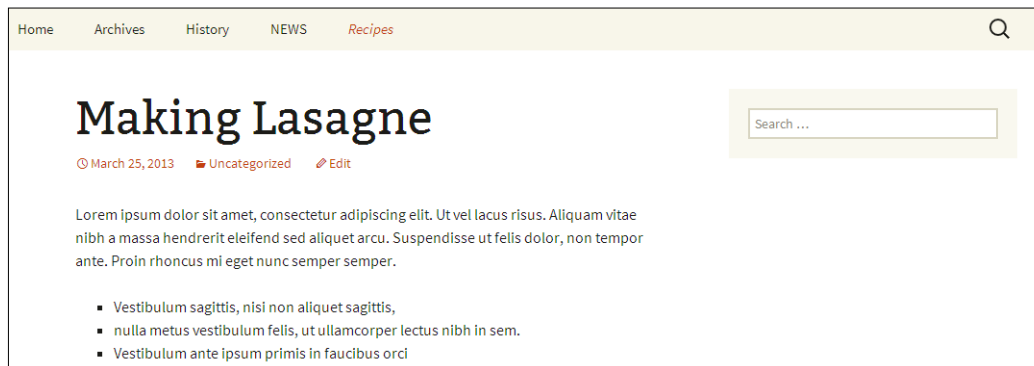 Home Archives History NEWS Recipes
Making Lasagne
Search …
March 25, 2013 Uncategorized Edit
Lorem ipsum dolor sit amet, consectetur adipiscing elit. Ut vel lacus risus. Aliquam vitae
nibh a massa hendrerit eleifend sed aliquet arcu. Suspendisse ut felis dolor, non tempor
ante. Proin rhoncus mi eget nunc semper semper.
▪ Vestibulum sagittis, nisi non aliquet sagittis,
▪ nulla metus vestibulum felis, ut ullamcorper lectus nibh in sem.
▪ Vestibulum ante ipsum primis in faucibus orci